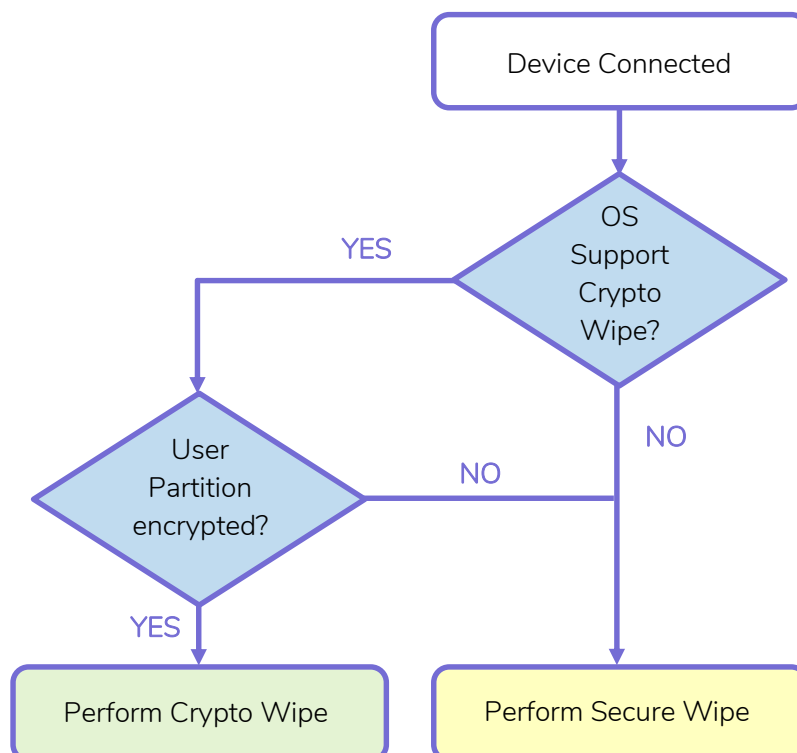 Device Connected
OS
Support
Crypto
Wipe?
YES
NO
User
Partition
encrypted?
NO
YES
Perform Crypto Wipe
Perform Secure Wipe